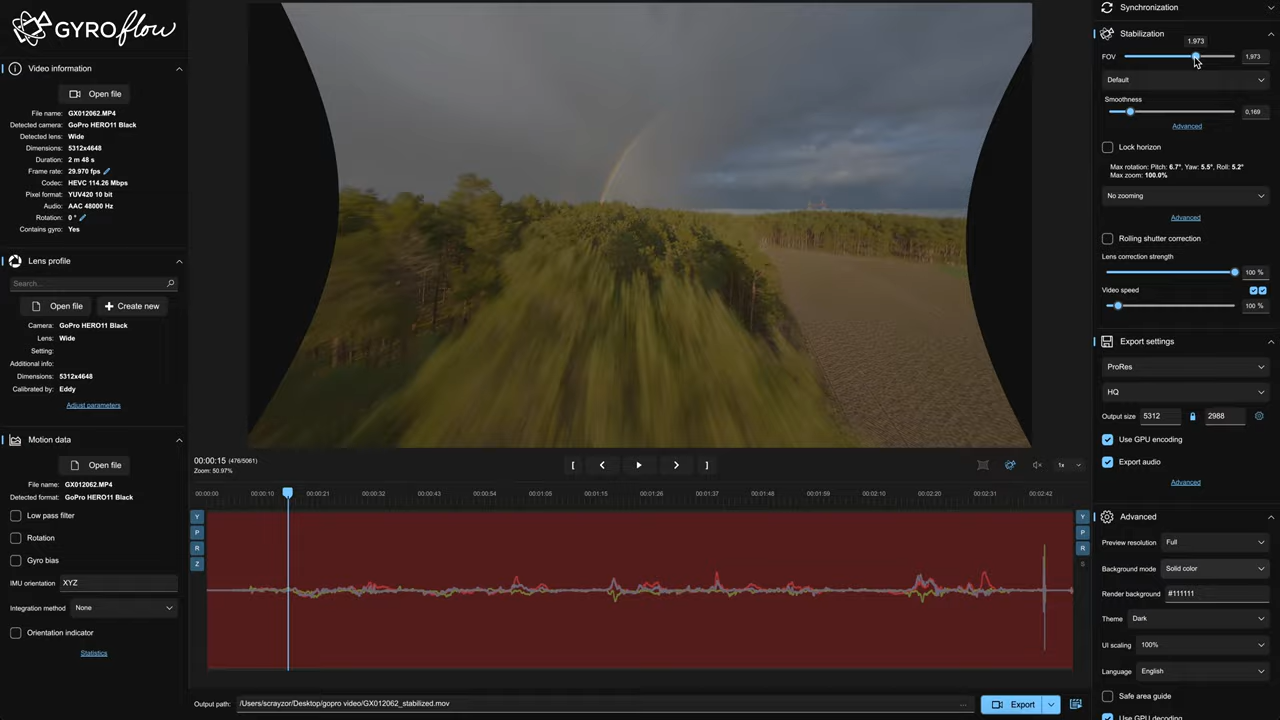 GYROflow
Video information
Open file
File name: GX012062.MP4
Detected camera: GoPro HERO11 Black
Detected lens: Wide
Dimensions: 5312x4648
Duration: 2 m 48 s
Frame rate: 29.970 fps
Codec: HEVC 114.26 Mbps
Pixel format: YUV420 10 bit
Audio: AAC 48000 Hz
Rotation: 0 °
Contains gyro: Yes
Lens profile
Search...
Open file
Create new
Camera: GoPro HERO11 Black
Lens: Wide
Setting:
Additional info:
Dimensions: 5312x4648
Calibrated by: Eddy
Adjust parameters
Motion data
Open file
File name: GX012062.MP4
Detected format: GoPro HERO11 Black
Low pass filter
Rotation
Gyro bias
IMU orientation XYZ
Integration method None
Orientation indicator
Statistics
00:00:15 (476/5061)
Zoom: 50.97%
[ ]
1x
00:00:00 00:00:10 00:00:21 00:00:32 00:00:43 00:00:54 00:01:05 00:01:15 00:01:26 00:01:37 00:01:48 00:01:59 00:02:10 00:02:20 00:02:31 00:02:42
Y Y
P P
R R
Z S
Output path: /Users/scrayzor/Desktop/gopro video/GX012062_stabilized.mov ...
Export
Synchronization
Stabilization
1.973
FOV 1,973
Default
Smoothness
0,169
Advanced
Lock horizon
Max rotation: Pitch: 6.7°, Yaw: 5.5°, Roll: 5.2°
Max zoom: 100.0%
No zooming
Advanced
Rolling shutter correction
Lens correction strength
100 %
Video speed
100 %
Export settings
ProRes
HQ
Output size 5312 2988
Use GPU encoding
Export audio
Advanced
Advanced
Preview resolution Full
Background mode Solid color
Render background #111111
Theme Dark
UI scaling 100%
Language English
Safe area guide
Use GPU decoding